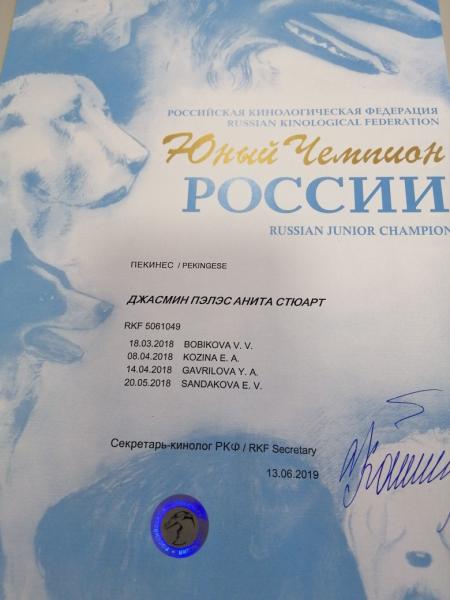 РОССИЙСКАЯ КИНОЛОГИЧЕСКАЯ ФЕДЕРАЦИЯ
RUSSIAN KINOLOGICAL FEDERATION
Юный Чемпион
РОССИИ
RUSSIAN JUNIOR CHAMPION
ПЕКИНЕС / PEKINGESE
ДЖАСМИН ПЭЛЭС АНИТА СТЮАРТ
RKF 5061049
18.03.2018 BOBIKOVA V. V.
08.04.2018 KOZINA E. A.
14.04.2018 GAVRILOVA Y. A.
20.05.2018 SANDAKOVA E. V.
Секретарь-кинолог РКФ / RKF Secretary
13.06.2019